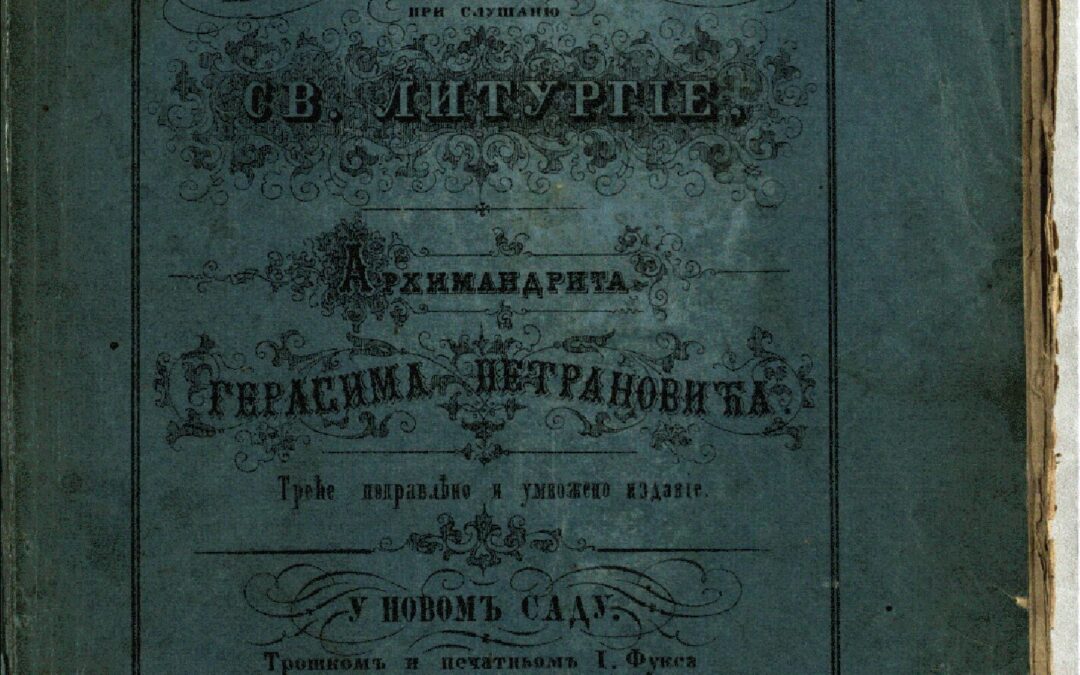 ПРИ СЛУШАНЮ
СВ. ЛИТУРГІЕ,
АРХИМАНДРИТА
ГЕРАСИМА ПЕТРАНОВИЋА.
Треће поправлѣно и умножено изданіе.
У НОВОМЪ САДУ.
Трошкомъ и печатньомъ І. Фукса